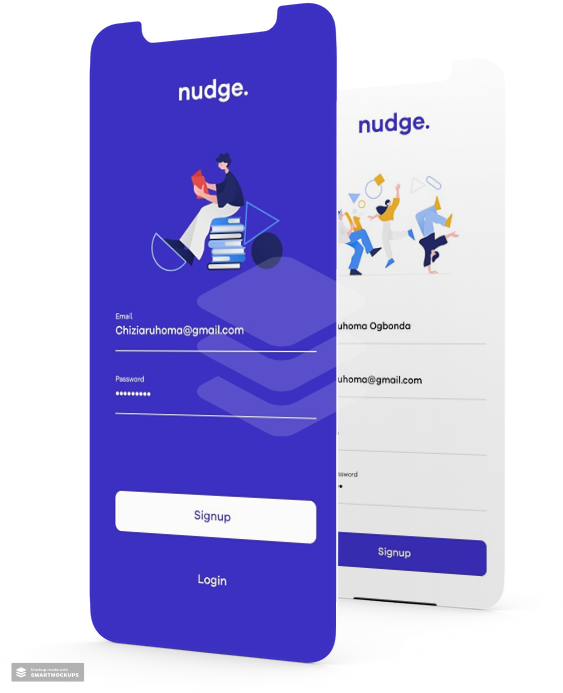 nudge.
Email
Chiziaruhoma@gmail.com
Password
•••••••••
Signup
Login
nudge.
uhoma Ogbonda
uhoma@gmail.com
ssword
••
Signup
Mockup made with
SMARTMOCKUPS